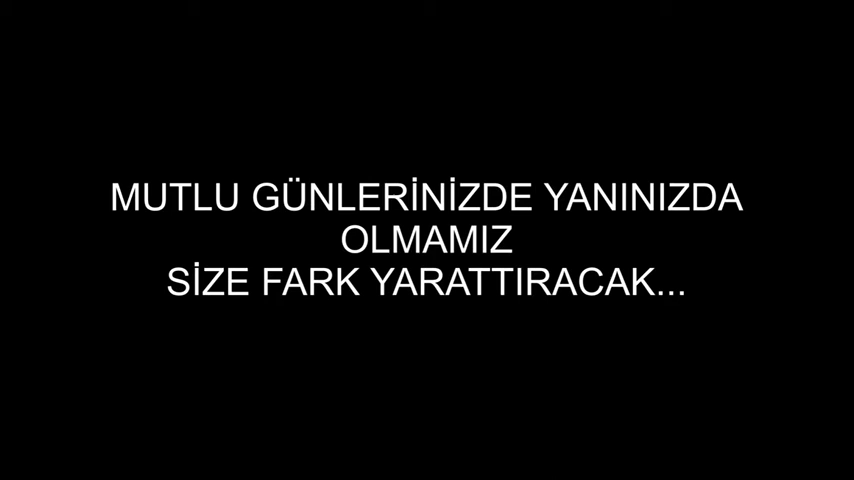 MUTLU GÜNLERİNİZDE YANINIZDA
OLMAMIZ
SİZE FARK YARATTIRACAK...